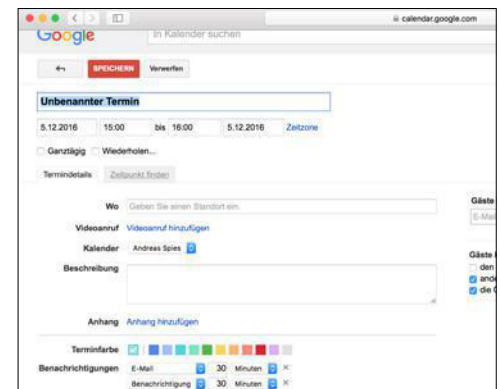 calendar.google.com
Google
In Kalender suchen
SPEICHERN Verwerfen
Unbenannter Termin
5.12.2016 15:00 bis 16:00 5.12.2016 Zeitzone
Ganztägig Wiederholen...
Termindetails Zeitpunkt finden
Wo Geben Sie einen Standort ein.
Gäste
E-Mail
Videoanruf Videoanruf hinzufügen
Kalender Andreas Spies
Gäste
den
ande
die G
Beschreibung
Anhang Anhang hinzufügen
Terminfarbe
Benachrichtigungen E-Mail 30 Minuten ×
Benachrichtigung 30 Minuten ×